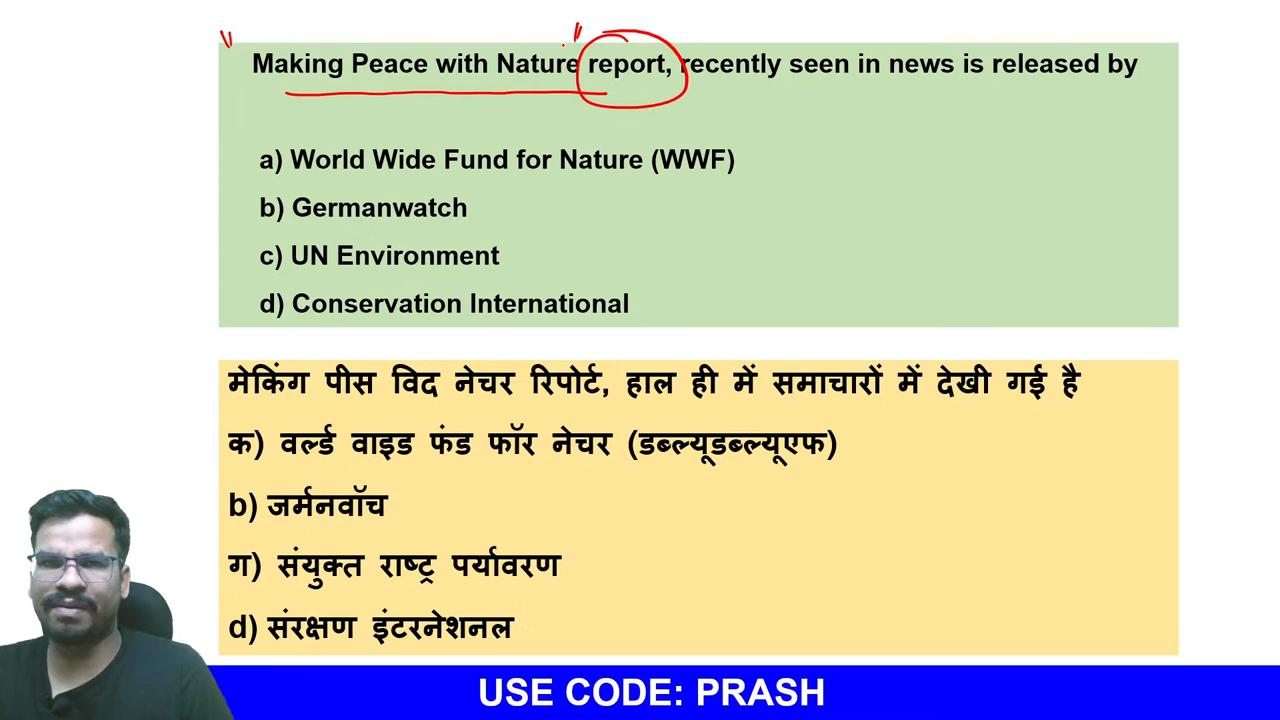 Making Peace with Nature report, recently seen in news is released by
a) World Wide Fund for Nature (WWF)
b) Germanwatch
c) UN Environment
d) Conservation International
मेकिंग पीस विद नेचर रिपोर्ट, हाल ही में समाचारों में देखी गई है
क) वर्ल्ड वाइड फंड फॉर नेचर (डब्ल्यूडब्ल्यूएफ)
b) जर्मनवॉच
ग) संयुक्त राष्ट्र पर्यावरण
d) संरक्षण इंटरनेशनल
USE CODE: PRASH